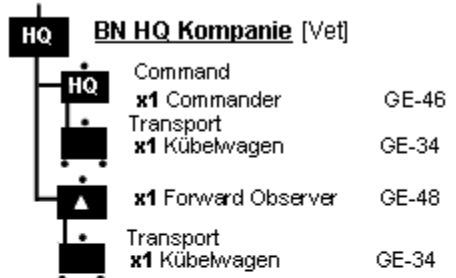 HQ BN HQ Kompanie [Vet]
Command
HQ x1 Commander GE-46
Transport
x1 Kübelwagen GE-34
x1 Forward Observer GE-48
Transport
x1 Kübelwagen GE-34